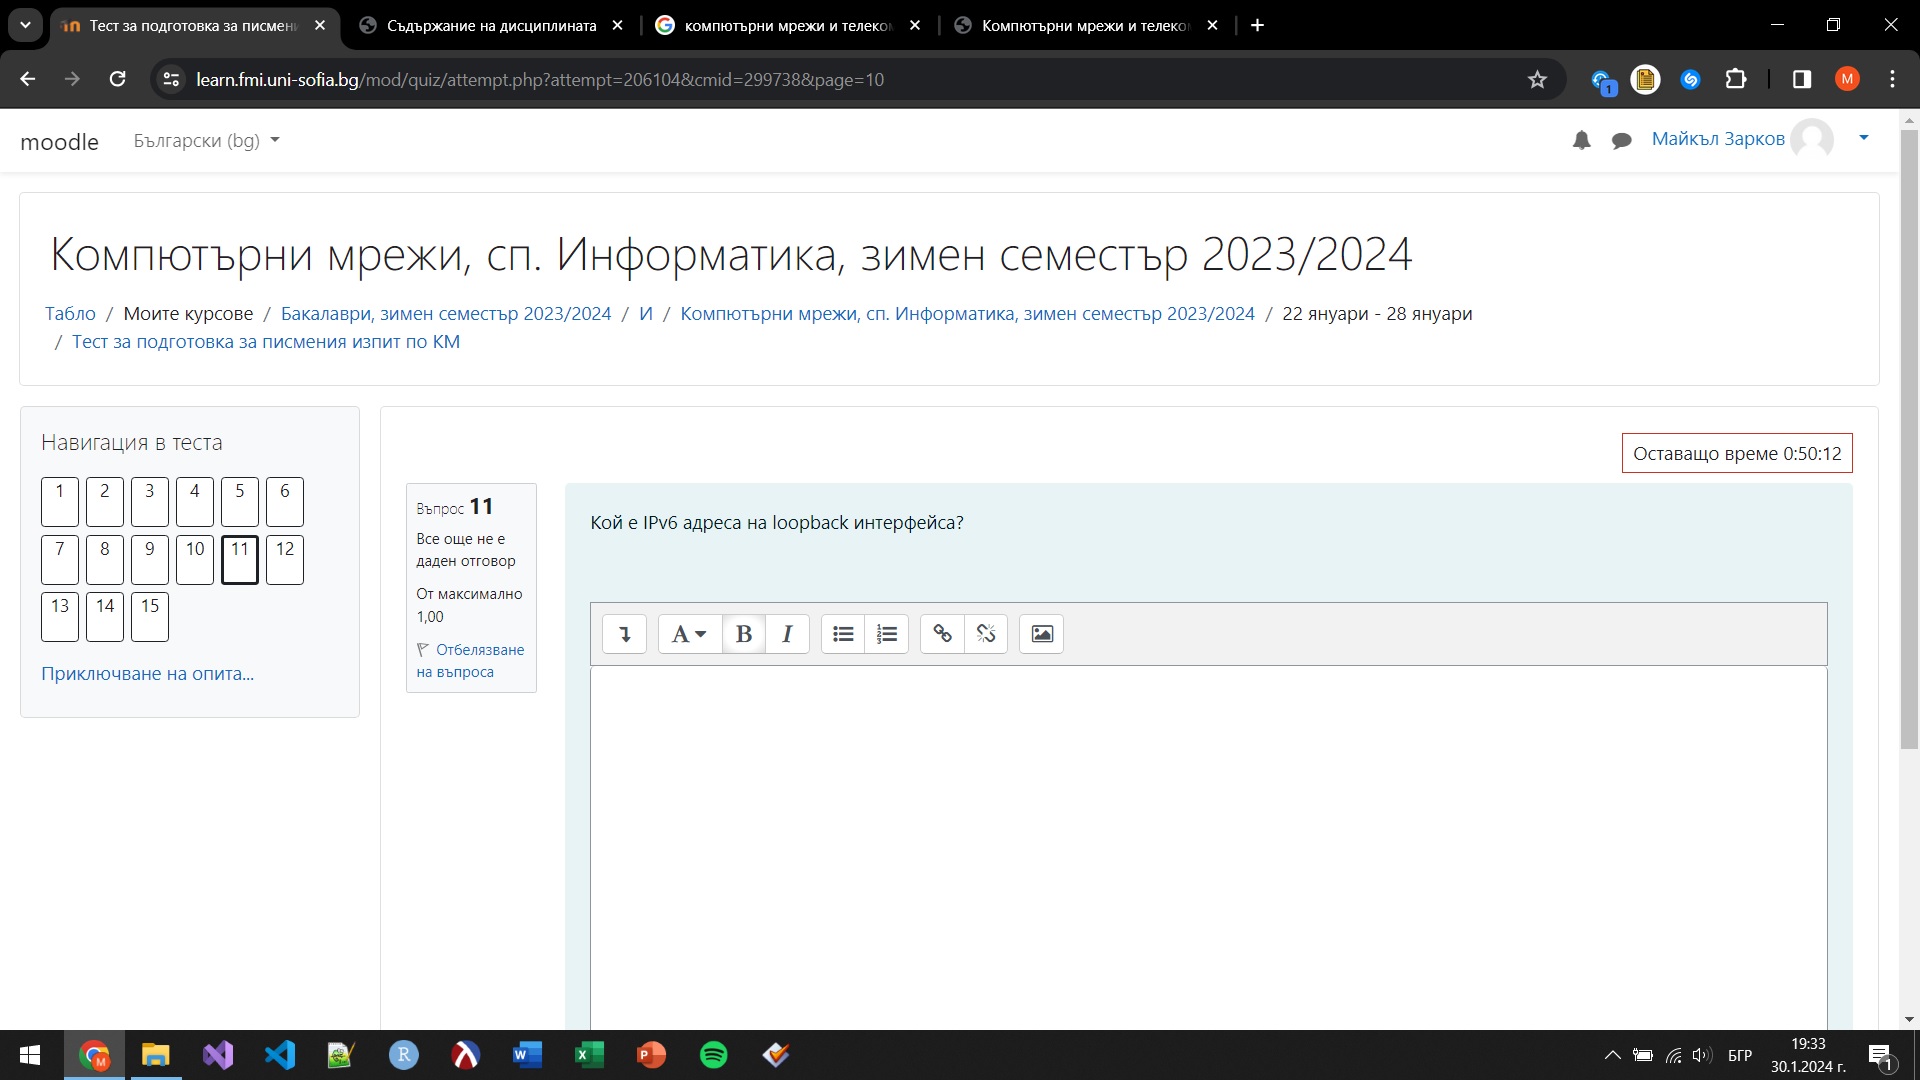 Тест за подготовка за писмен
Съдържание на дисциплината
компютърни мрежи и телеко
Компютърни мрежи и телеко
learn.fmi.uni-sofia.bg/mod/quiz/attempt.php?attempt=206104&cmid=299738&page=10
1
M
moodle
Български (bg)
Майкъл Зарков
Компютърни мрежи, сп. Информатика, зимен семестър 2023/2024
Табло / Моите курсове / Бакалаври, зимен семестър 2023/2024 / И / Компютърни мрежи, сп. Информатика, зимен семестър 2023/2024 / 22 януари - 28 януари
/ Тест за подготовка за писмения изпит по КМ
Навигация в теста
1 2 3 4 5 6
7 8 9 10 11 12
13 14 15
Приключване на опита...
Оставащо време 0:50:12
Въпрос 11
Все още не е
даден отговор
От максимално
1,00
Отбелязване
на въпроса
Кой е IPv6 адреса на loopback интерфейса?
A B I
БГР
19:33
30.1.2024 г.
1